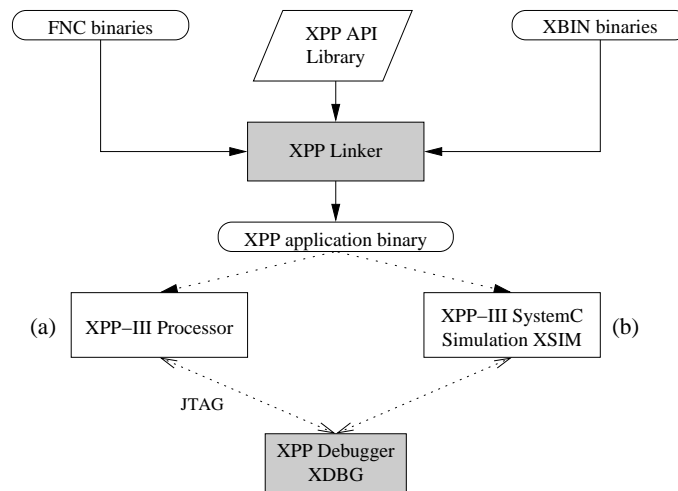 FNC binaries
XPP API
Library
XBIN binaries
XPP Linker
XPP application binary
(a)
XPP−III Processor
XPP−III SystemC
Simulation XSIM
(b)
JTAG
XPP Debugger
XDBG